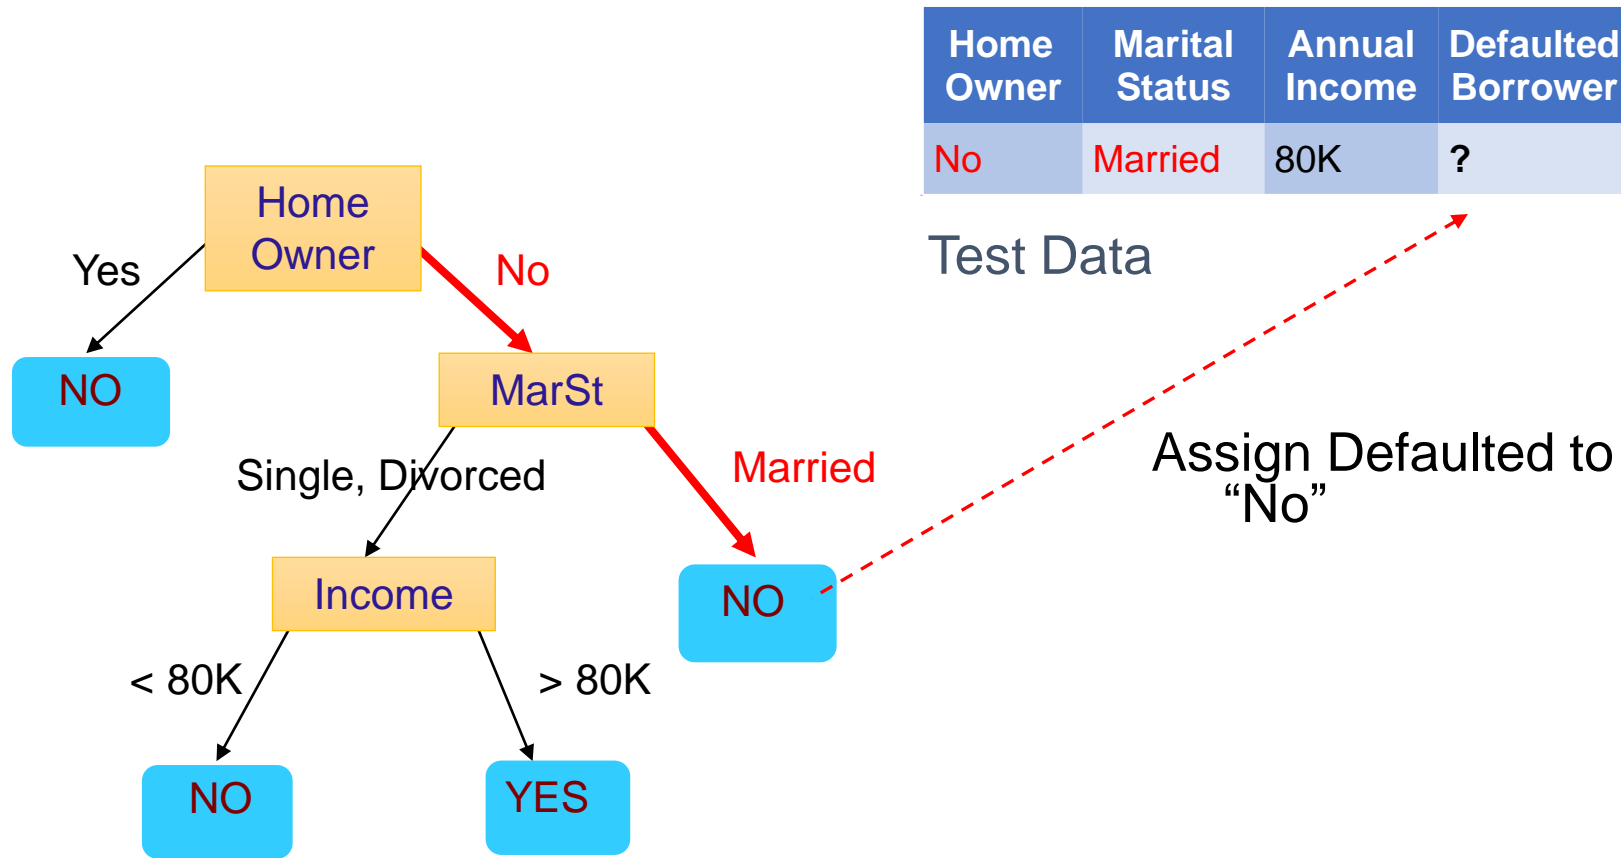 Home Owner
Marital Status
Annual Income
Defaulted Borrower
No
Married
80K
?
Test Data
Home
Owner
Yes
No
NO
MarSt
Single, Divorced
Married
Assign Defaulted to
“No”
Income
NO
< 80K
> 80K
NO
YES